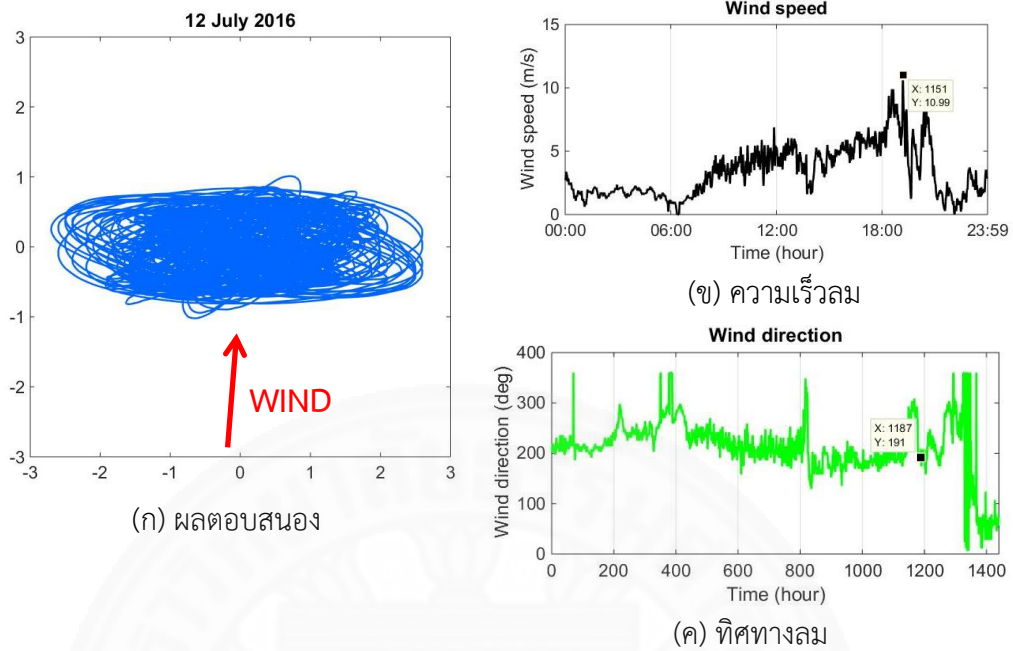 12 July 2016
3
2
1
0
-1
-2
-3
-3 -2 -1 0 1 2 3
WIND
(ก) ผลตอบสนอง
Wind speed
Wind speed (m/s)
15
10
5
0
X: 1151
Y: 10.99
00:00 06:00 12:00 18:00 23:59
Time (hour)
(ข) ความเร็วลม
Wind direction
Wind direction (deg)
400
300
200
100
0
X: 1187
Y: 191
0 200 400 600 800 1000 1200 1400
Time (hour)
(ค) ทิศทางลม